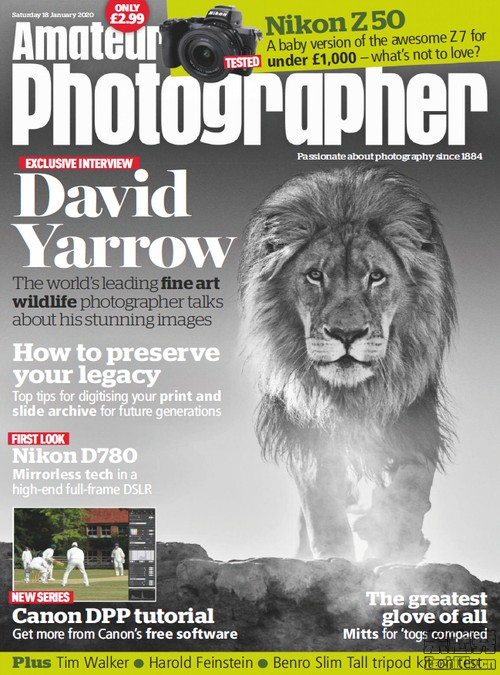 Saturday 18 January 2020
ONLY
£2.99
Amateur
Photographer
Passionate about photography since 1884
Nikon Z 50
A baby version of the awesome Z 7 for
under £1,000 – what's not to love?
TESTED
Nikon
EXCLUSIVE INTERVIEW
David
Yarrow
The world's leading fine art
wildlife photographer talks
about his stunning images
How to preserve
your legacy
Top tips for digitising your print and
slide archive for future generations
FIRST LOOK
Nikon D780
Mirrorless tech in a
high-end full-frame DSLR
NEW SERIES
Canon DPP tutorial
Get more from Canon's free software
The greatest
glove of all
Mitts for 'togs compared
Plus Tim Walker ● Harold Feinstein ● Benro Slim Tall tripod kit on test